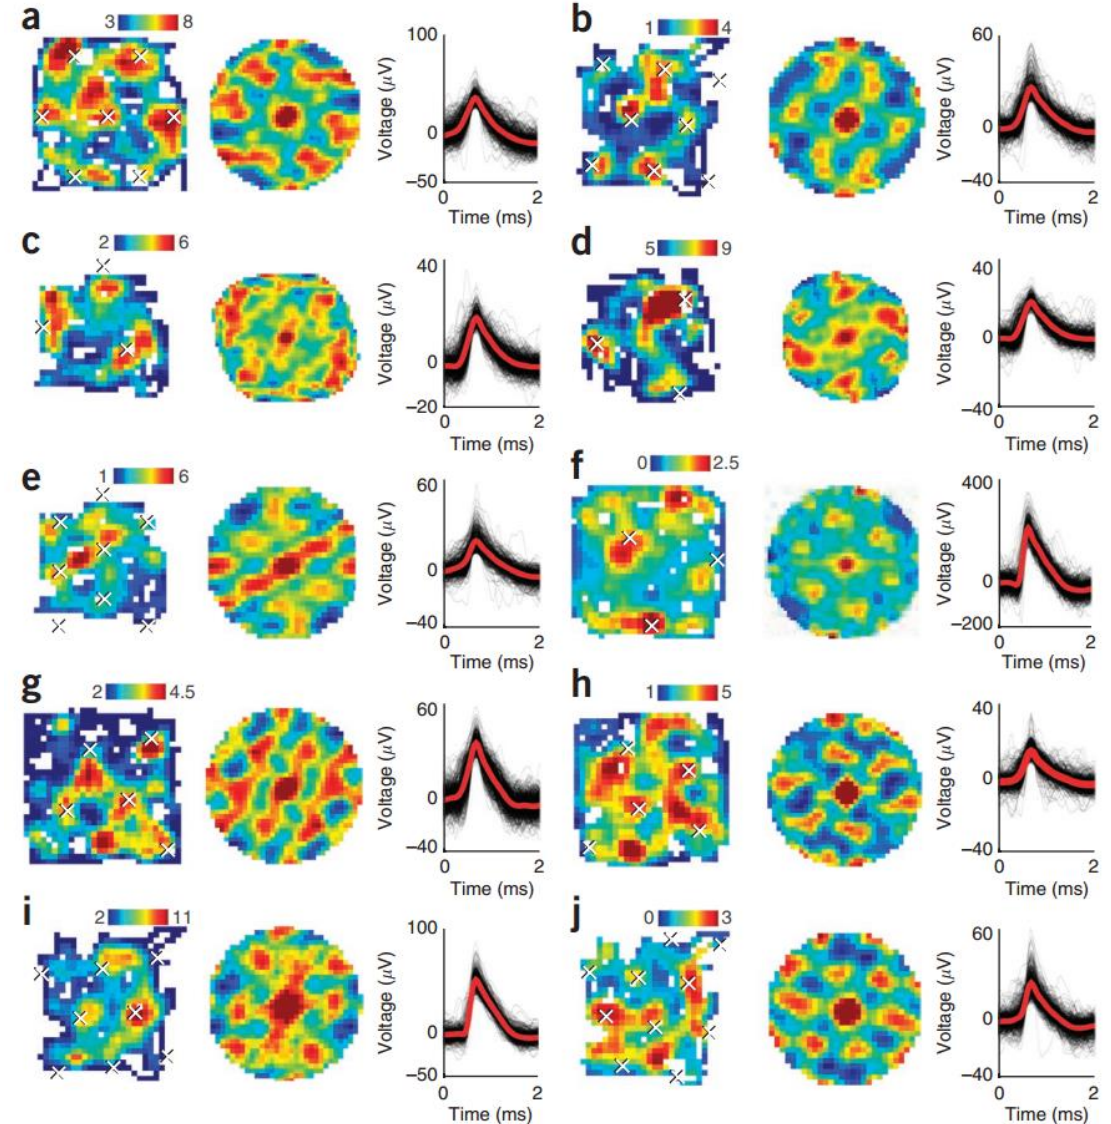 a
3 8
100
0
−50
Voltage (µV)
0 2
Time (ms)
b
1 4
60
0
−40
Voltage (µV)
0 2
Time (ms)
c
2 6
40
0
−20
Voltage (µV)
0 2
Time (ms)
d
5 9
40
0
−40
Voltage (µV)
0 2
Time (ms)
e
1 6
60
0
−40
Voltage (µV)
0 2
Time (ms)
f
0 2.5
400
0
−200
Voltage (µV)
0 2
Time (ms)
g
2 4.5
60
0
−40
Voltage (µV)
0 2
Time (ms)
h
1 5
40
0
−40
Voltage (µV)
0 2
Time (ms)
i
2 11
100
0
−50
Voltage (µV)
0 2
Time (ms)
j
0 3
60
0
−40
Voltage (µV)
0 2
Time (ms)